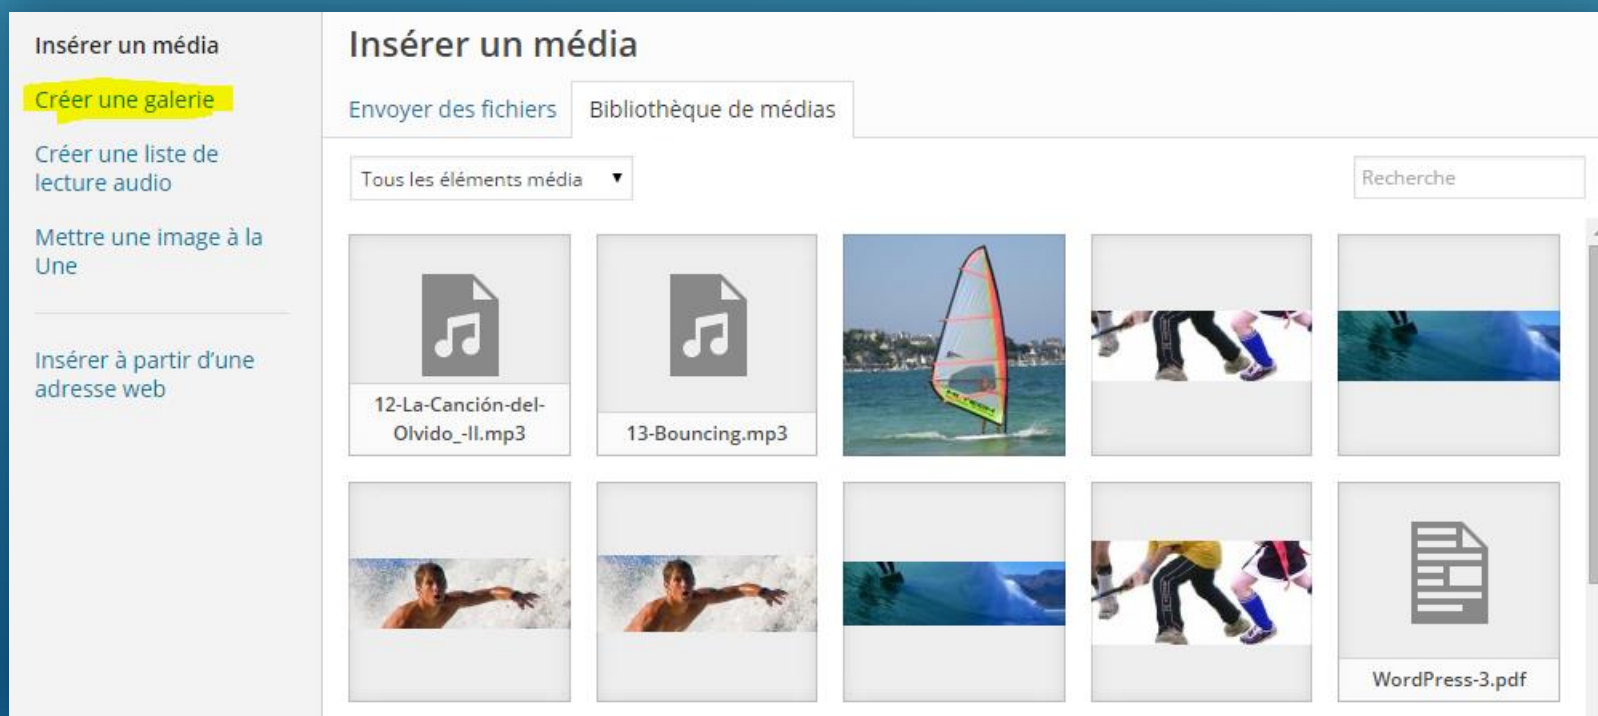 Insérer un média
Créer une galerie
Créer une liste de
lecture audio
Mettre une image à la
Une
Insérer à partir d’une
adresse web
Insérer un média
Envoyer des fichiers
Bibliothèque de médias
Tous les éléments média
Recherche
12-La-Canción-del-
Olvido_-II.mp3
13-Bouncing.mp3
WordPress-3.pdf